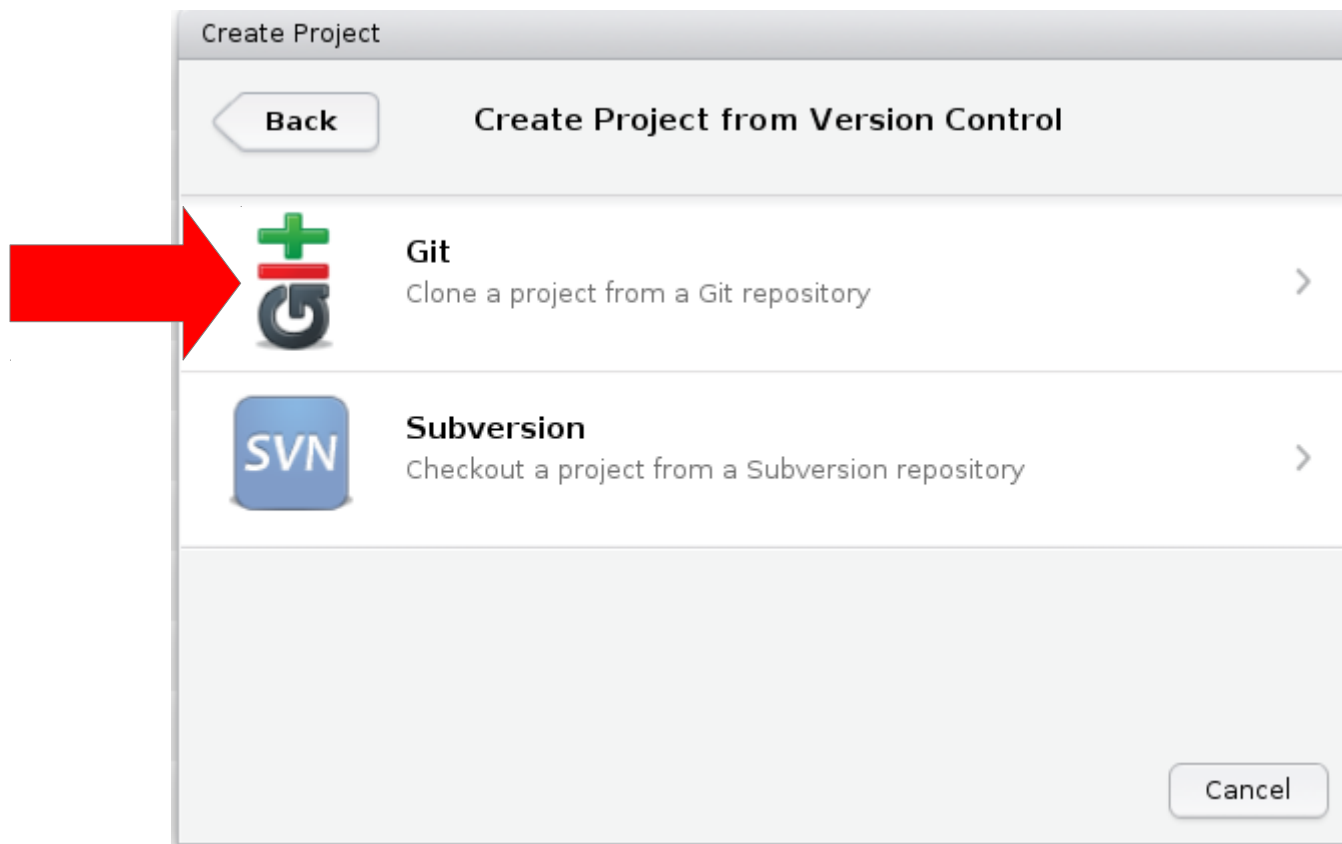 Create Project
Back
Create Project from Version Control
Git
Clone a project from a Git repository
SVN
Subversion
Checkout a project from a Subversion repository
Cancel